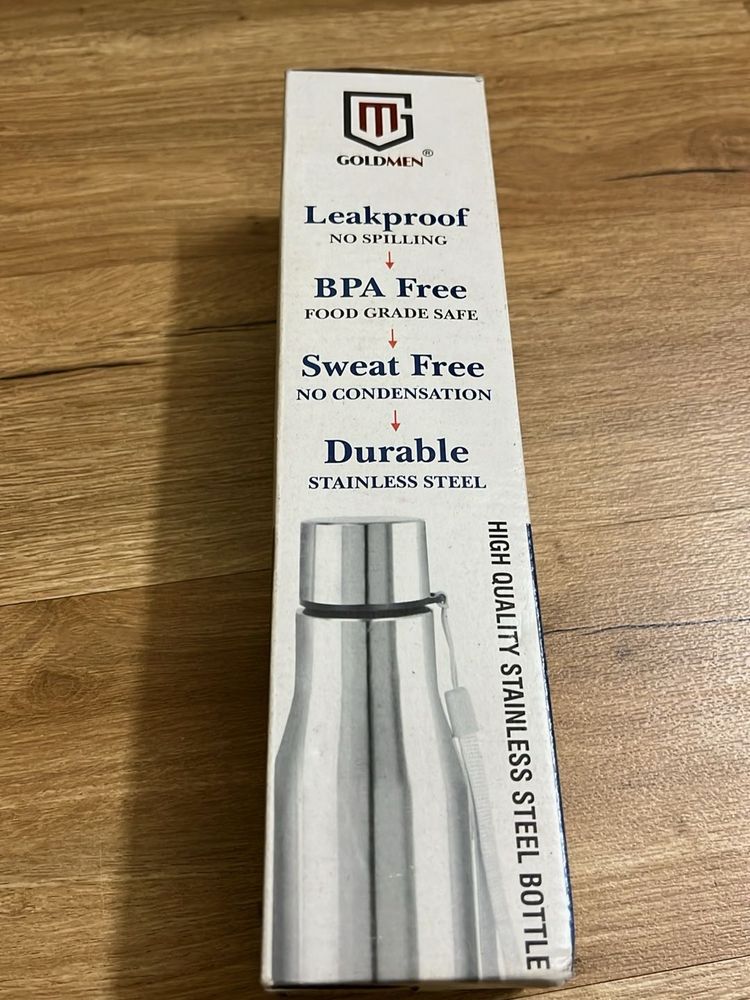 GOLDMEN®
Leakproof
NO SPILLING
BPA Free
FOOD GRADE SAFE
Sweat Free
NO CONDENSATION
Durable
STAINLESS STEEL
HIGH QUALITY STAINLESS STEEL BOTTLE